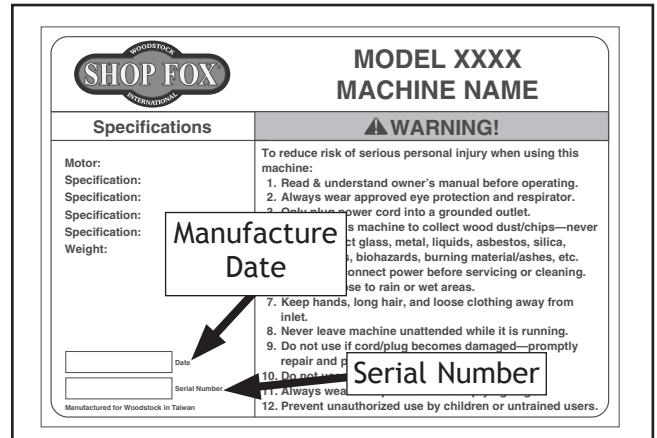 WOODSTOCK
SHOP FOX
INTERNATIONAL
MODEL XXXX
MACHINE NAME
Specifications
WARNING!
Motor:
Specification:
Specification:
Specification:
Specification:
Weight:
To reduce risk of serious personal injury when using this
machine:
1. Read & understand owner's manual before operating.
2. Always wear approved eye protection and respirator.
3. Only plug power cord into a grounded outlet.
s machine to collect wood dust/chips—never
ct glass, metal, liquids, asbestos, silica,
s, biohazards, burning material/ashes, etc.
onnect power before servicing or cleaning.
se to rain or wet areas.
7. Keep hands, long hair, and loose clothing away from
inlet.
8. Never leave machine unattended while it is running.
9. Do not use if cord/plug becomes damaged—promptly
repair and
10. Do not use
11. Always wea
12. Prevent unauthorized use by children or untrained users.
Manufacture
Date
Serial Number
Date
Serial Number
Manufactured for Woodstock in Taiwan